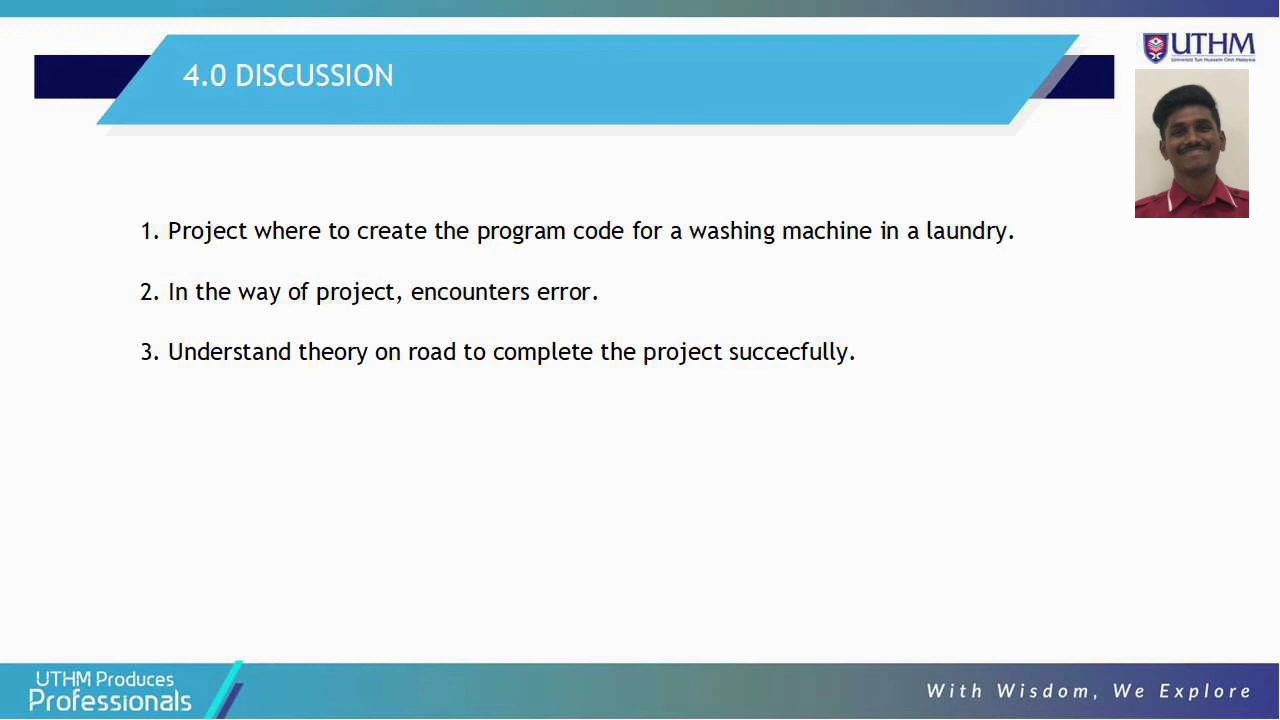 4.0 DISCUSSION
UTHM
Universiti Tun Hussein Onn Malaysia
1. Project where to create the program code for a washing machine in a laundry.
2. In the way of project, encounters error.
3. Understand theory on road to complete the project succecfully.
UTHM Produces
Professionals
With Wisdom, We Explore